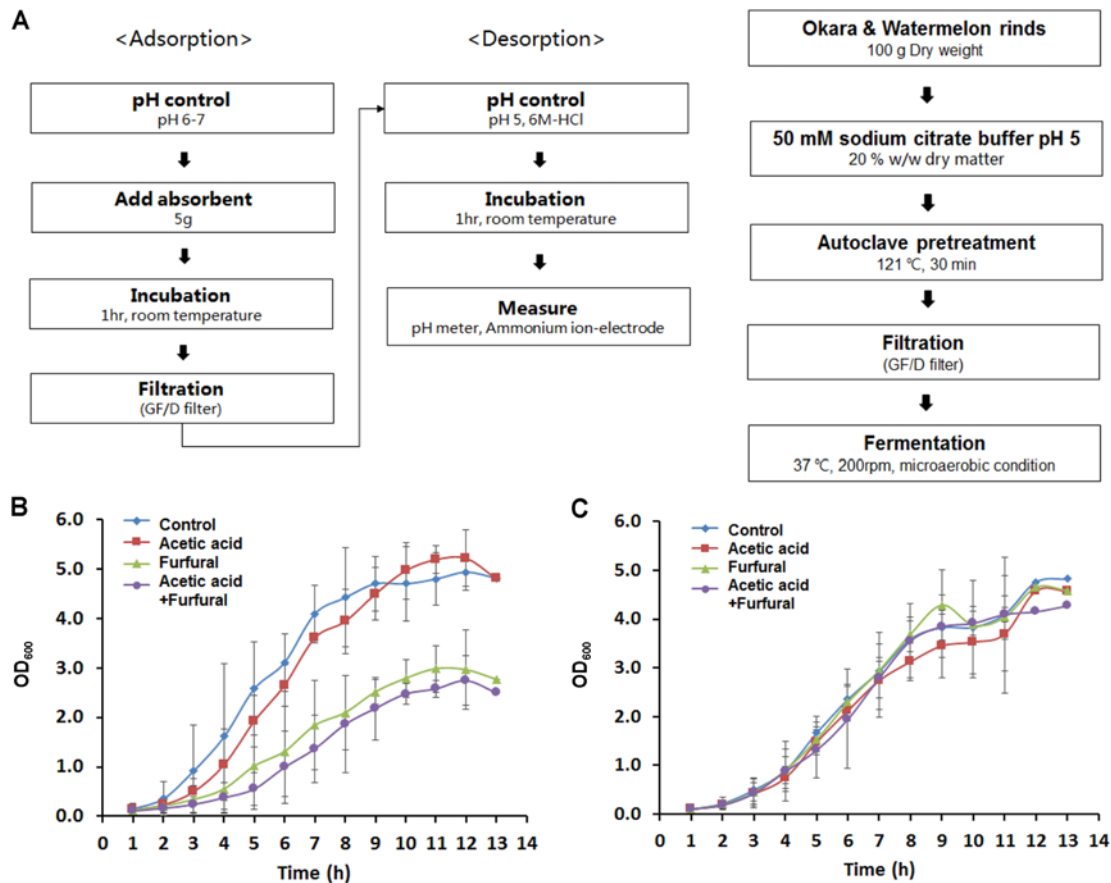 A
<Adsorption>
pH control
pH 6-7
Add absorbent
5g
Incubation
1hr, room temperature
Filtration
(GF/D filter)
<Desorption>
pH control
pH 5, 6M-HCl
Incubation
1hr, room temperature
Measure
pH meter, Ammonium ion-electrode
Okara & Watermelon rinds
100 g Dry weight
50 mM sodium citrate buffer pH 5
20 % w/w dry matter
Autoclave pretreatment
121 ℃, 30 min
Filtration
(GF/D filter)
Fermentation
37 ℃, 200rpm, microaerobic condition
B
6.0
5.0
4.0
3.0
2.0
1.0
0.0
OD600
Control
Acetic acid
Furfural
Acetic acid
+Furfural
0 1 2 3 4 5 6 7 8 9 10 11 12 13 14
Time (h)
C
6.0
5.0
4.0
3.0
2.0
1.0
0.0
OD600
Control
Acetic acid
Furfural
Acetic acid
+Furfural
0 1 2 3 4 5 6 7 8 9 10 11 12 13 14
Time (h)